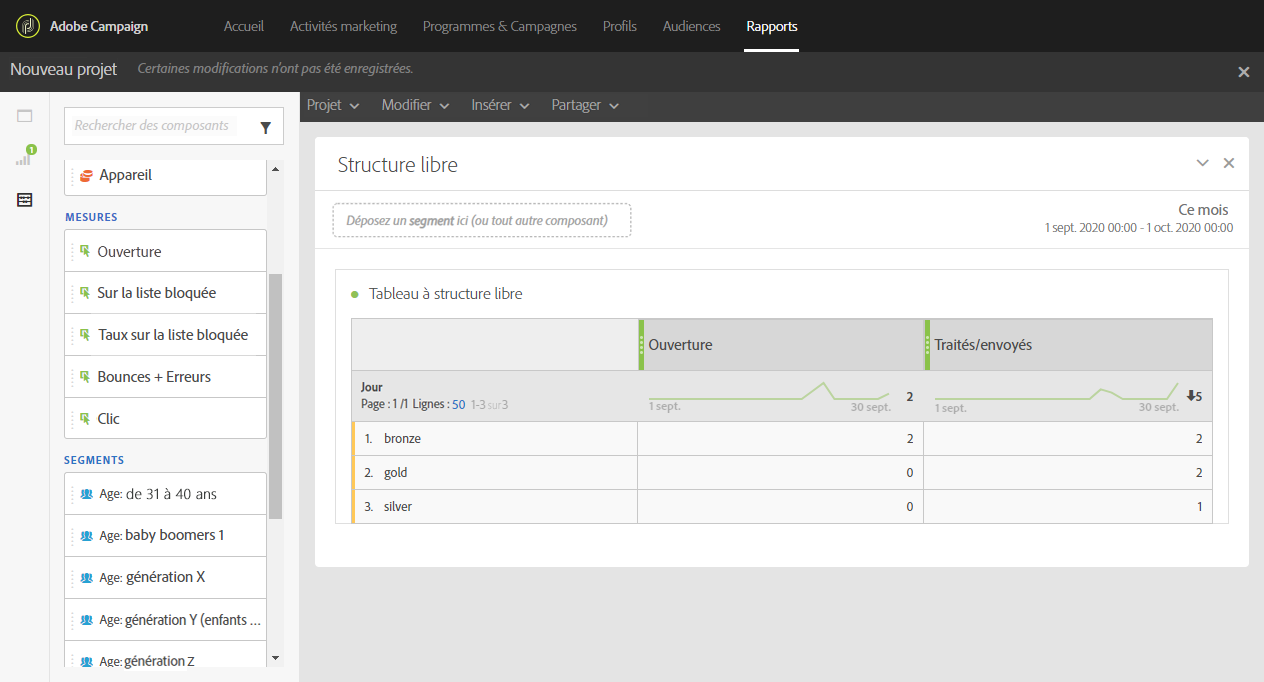 Adobe Campaign
Accueil
Activités marketing
Programmes & Campagnes
Profils
Audiences
Rapports
Nouveau projet
Certaines modifications n'ont pas été enregistrées.
Projet
Modifier
Insérer
Partager
Rechercher des composants
1
Appareil
MESURES
Ouverture
Sur la liste bloquée
Taux sur la liste bloquée
Bounces + Erreurs
Clic
SEGMENTS
Age: de 31 à 40 ans
Age: baby boomers 1
Age: génération X
Age: génération Y (enfants ...
Age: génération Z
Structure libre
Déposez un segment ici (ou tout autre composant)
Ce mois
1 sept. 2020 00:00 - 1 oct. 2020 00:00
Tableau à structure libre
Ouverture
Traités/envoyés
Jour
Page : 1 /1 Lignes : 50 1-3 sur 3
1 sept.
30 sept.
2
1 sept.
30 sept.
5
1. bronze 2 2
2. gold 0 2
3. silver 0 1